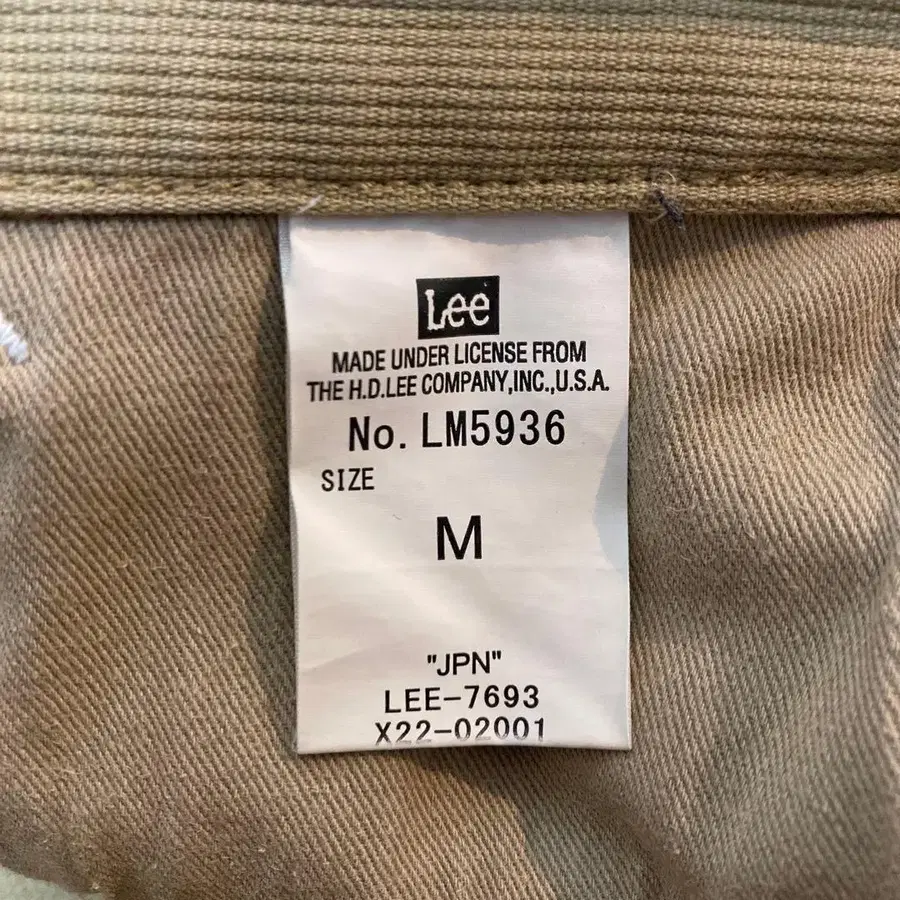 Lee
MADE UNDER LICENSE FROM
THE H.D.LEE COMPANY,INC.,U.S.A.
No. LM5936
SIZE
M
"JPN"
LEE-7693
X22-02001